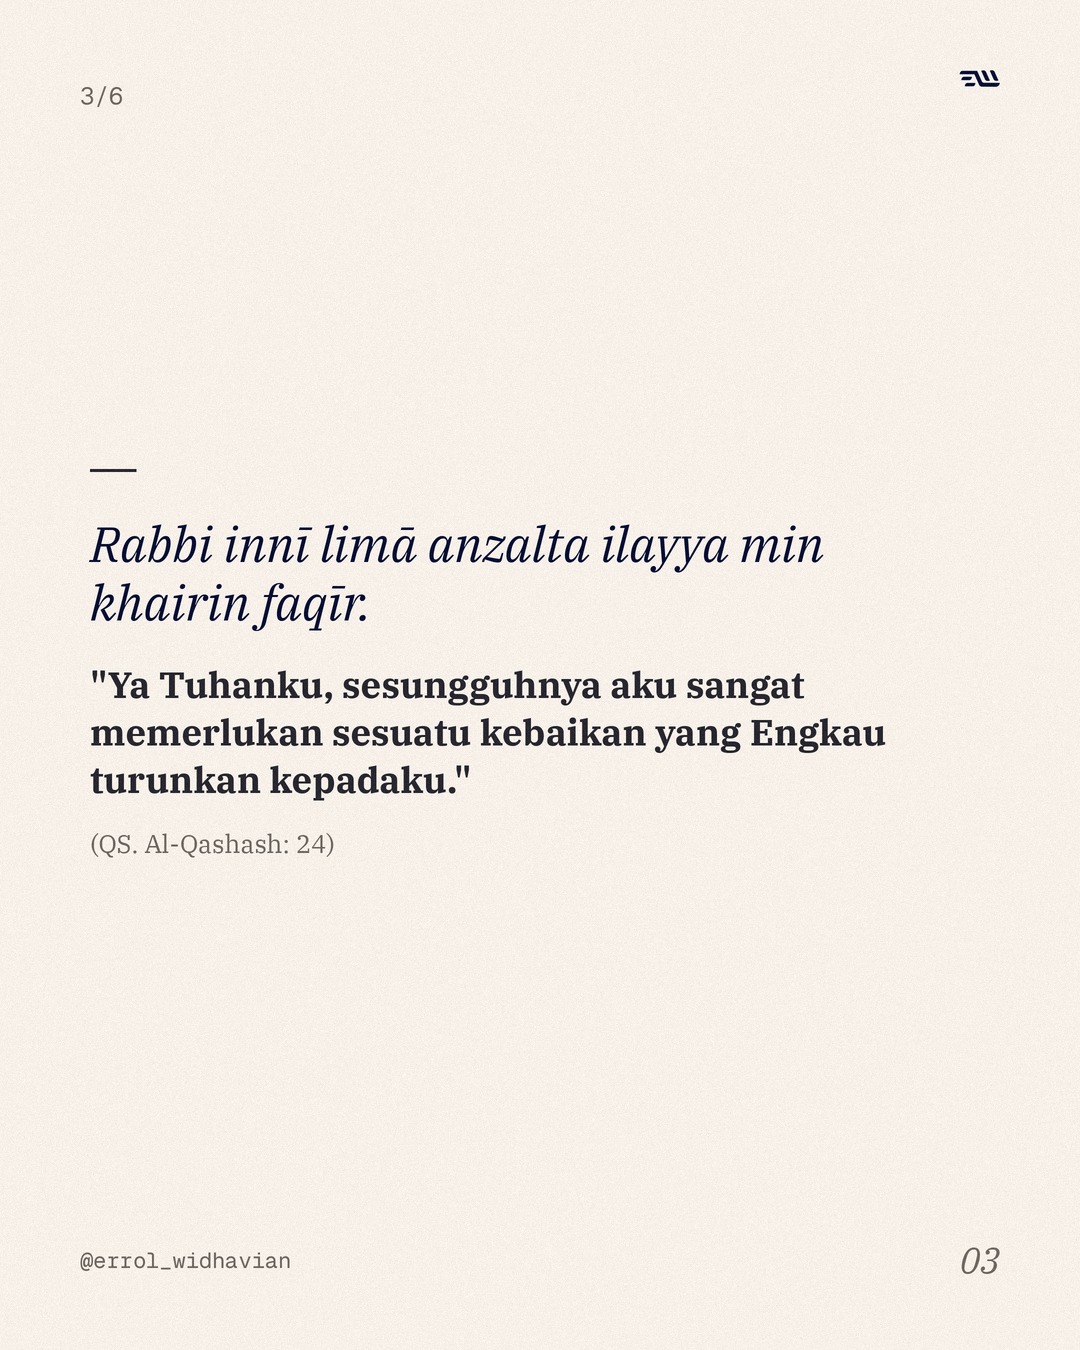 3/6
Rabbi innī limā anzalta ilayya min
khairin faqīr.
"Ya Tuhanku, sesungguhnya aku sangat
memerlukan sesuatu kebaikan yang Engkau
turunkan kepadaku."
(QS. Al-Qashash: 24)
@errol_widhavian
03